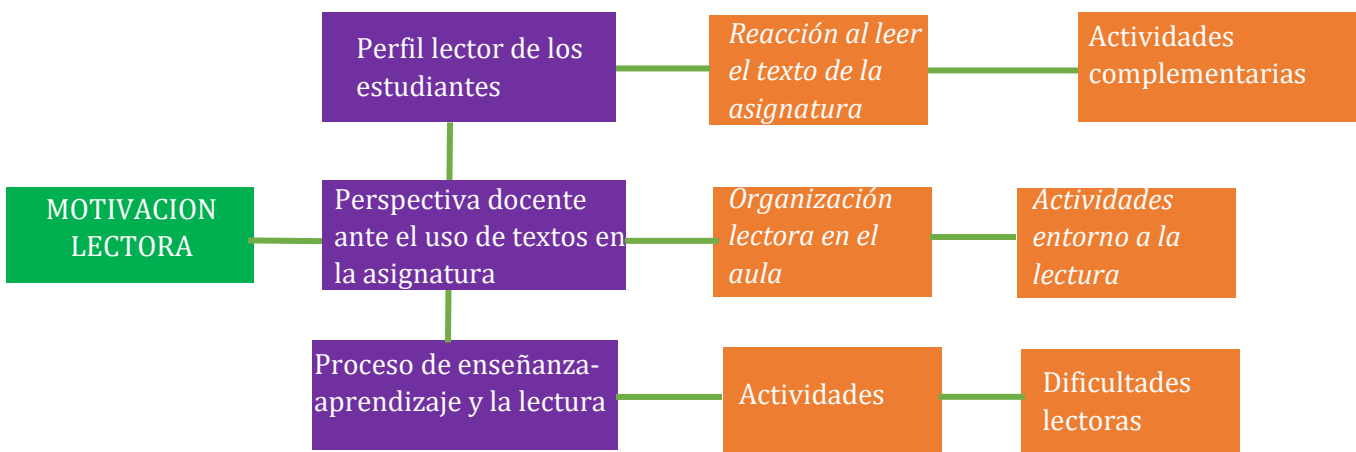 Perfil lector de los
estudiantes
Reacción al leer
el texto de la
asignatura
Actividades
complementarias
MOTIVACION
LECTORA
Perspectiva docente
ante el uso de textos en
la asignatura
Organización
lectora en el
aula
Actividades
entorno a la
lectura
Proceso de enseñanza-
aprendizaje y la lectura
Actividades
Dificultades
lectoras